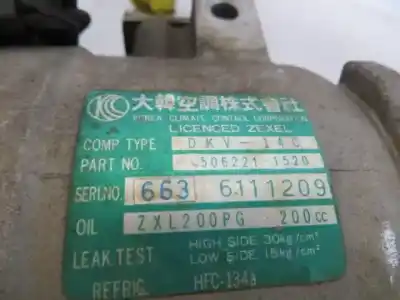 大韓空調株式會社
KOREA CLIMATE CONTROL CORPORATION
LICENCED ZEXEL
COMP TYPE DKV-14C
PART NO. 506221-1520
SERI.NO. 663 6111209
OIL ZXL200PG 200cc
LEAK TEST HIGH SIDE 30kg/cm²
LOW SIDE 15kg/cm²
REFRIG. HFC-134a